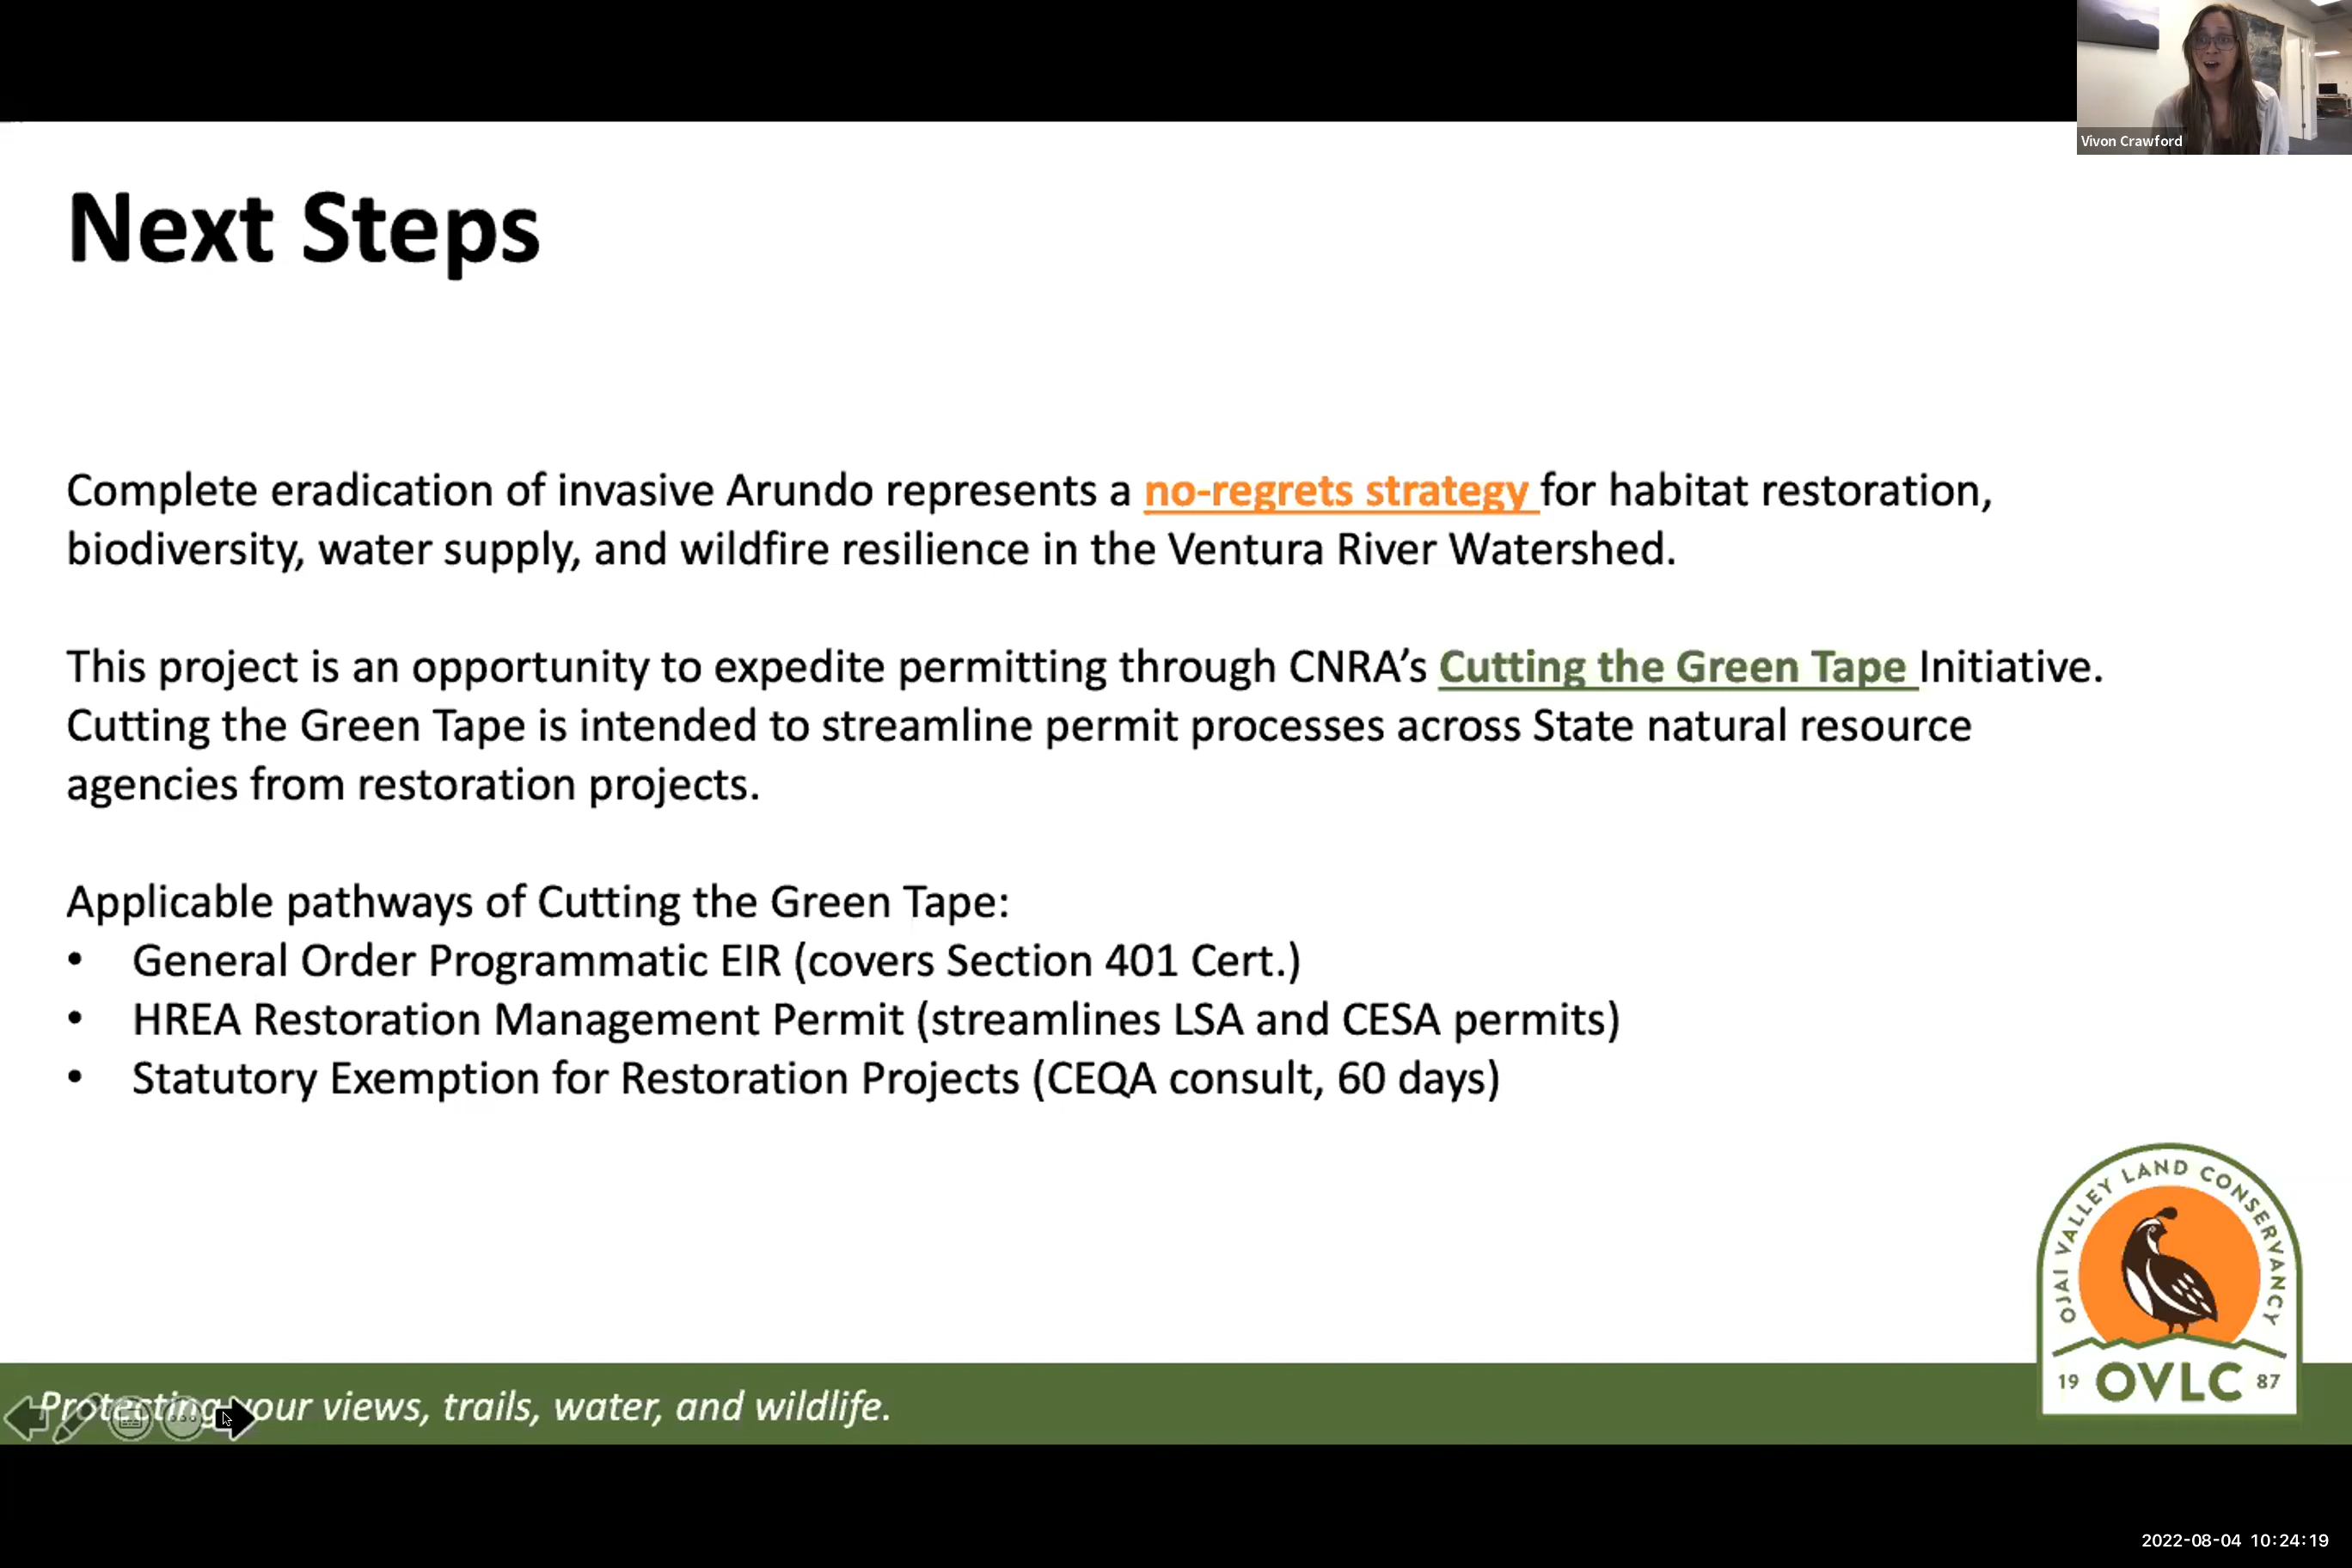 Vivon Crawford
Next Steps
Complete eradication of invasive Arundo represents a no-regrets strategy for habitat restoration,
biodiversity, water supply, and wildfire resilience in the Ventura River Watershed.
This project is an opportunity to expedite permitting through CNRA’s Cutting the Green Tape Initiative.
Cutting the Green Tape is intended to streamline permit processes across State natural resource
agencies from restoration projects.
Applicable pathways of Cutting the Green Tape:
• General Order Programmatic EIR (covers Section 401 Cert.)
• HREA Restoration Management Permit (streamlines LSA and CESA permits)
• Statutory Exemption for Restoration Projects (CEQA consult, 60 days)
OJAI VALLEY LAND CONSERVANCY
19 OVLC 87
Protecting your views, trails, water, and wildlife.
2022-08-04 10:24:19